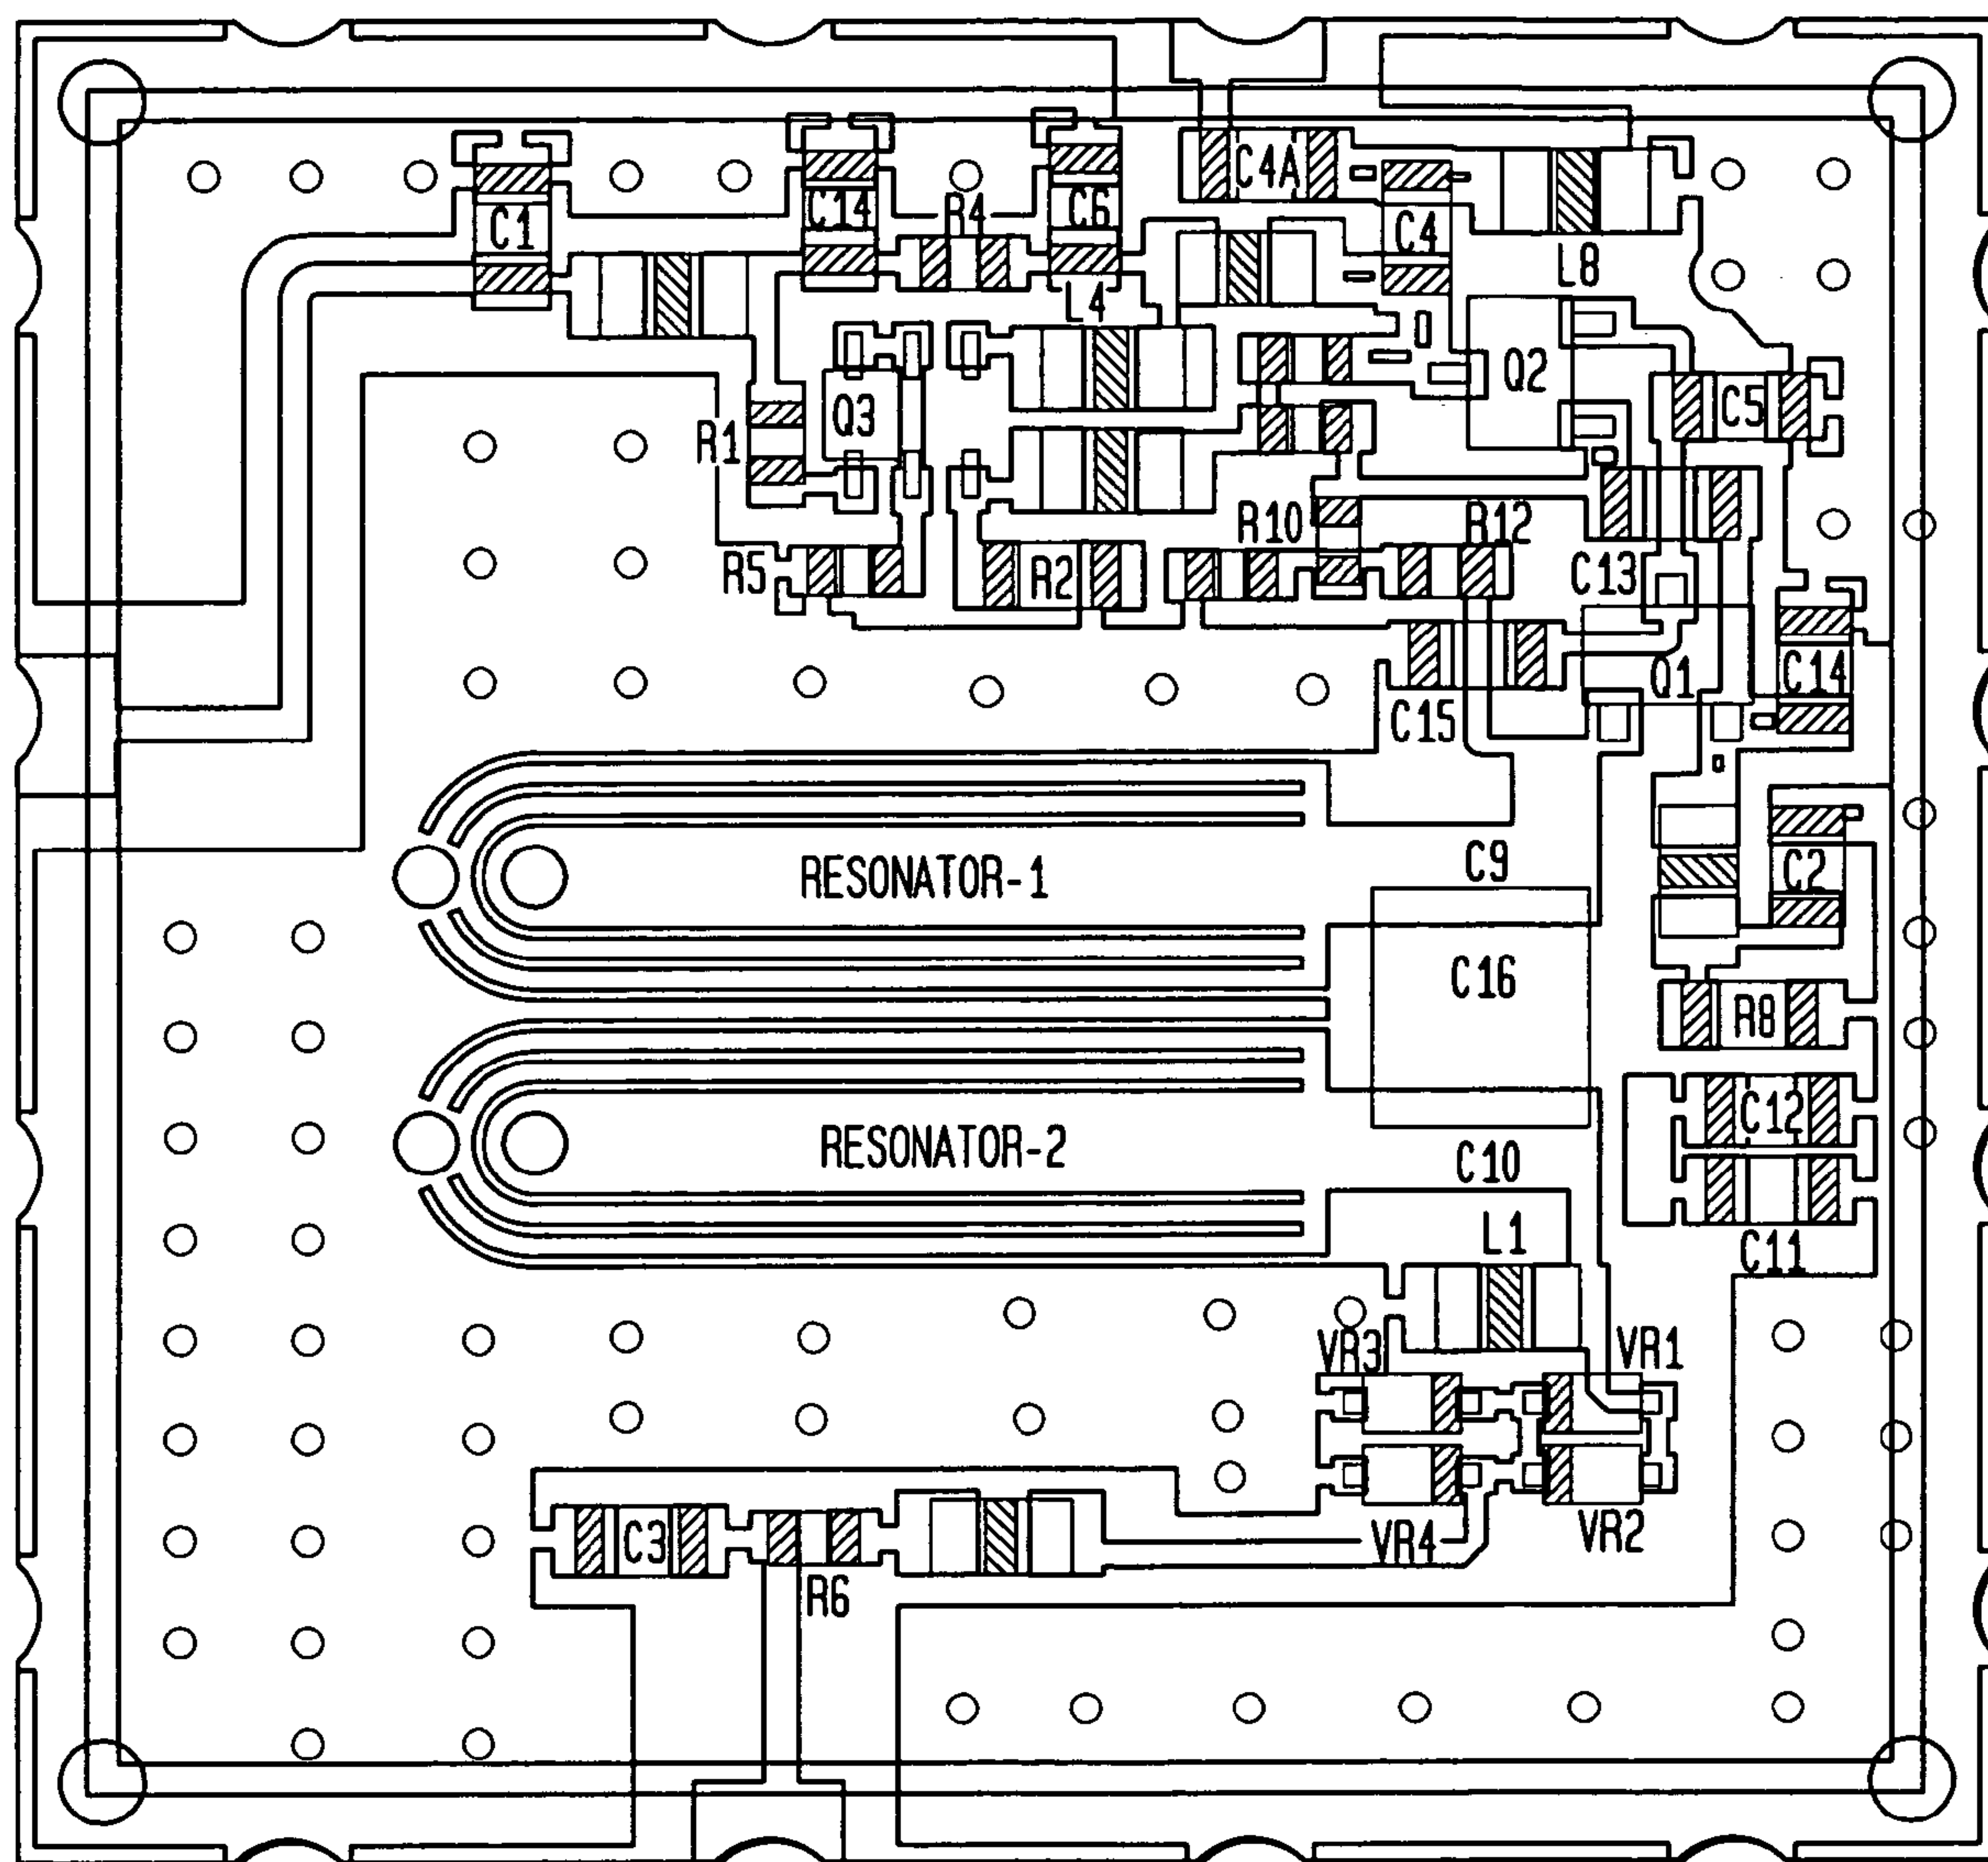 C4A
C1
C14
R4
C6
C4
L8
L4
Q2
Q3
C5
R1
R10
R12
R5
R2
C13
Q1
C14
C15
RESONATOR-1
C9
C2
C16
R8
C12
RESONATOR-2
C10
L1
C11
VR3
VR1
C3
VR4
VR2
R6